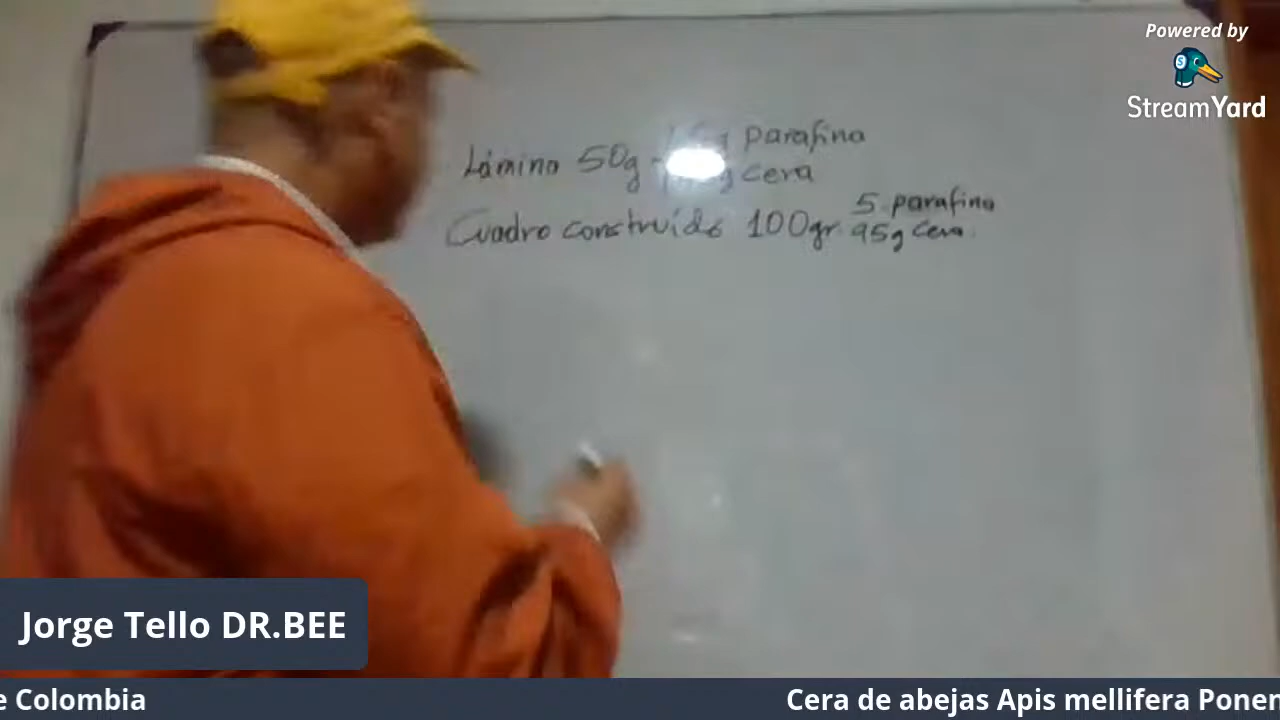 Powered by
StreamYard
Lámina 50g - g parafina
g cera
Cuadro construído 100gr. 5 parafina
95g cera.
Jorge Tello DR.BEE
e Colombia
Cera de abejas Apis mellifera Ponen